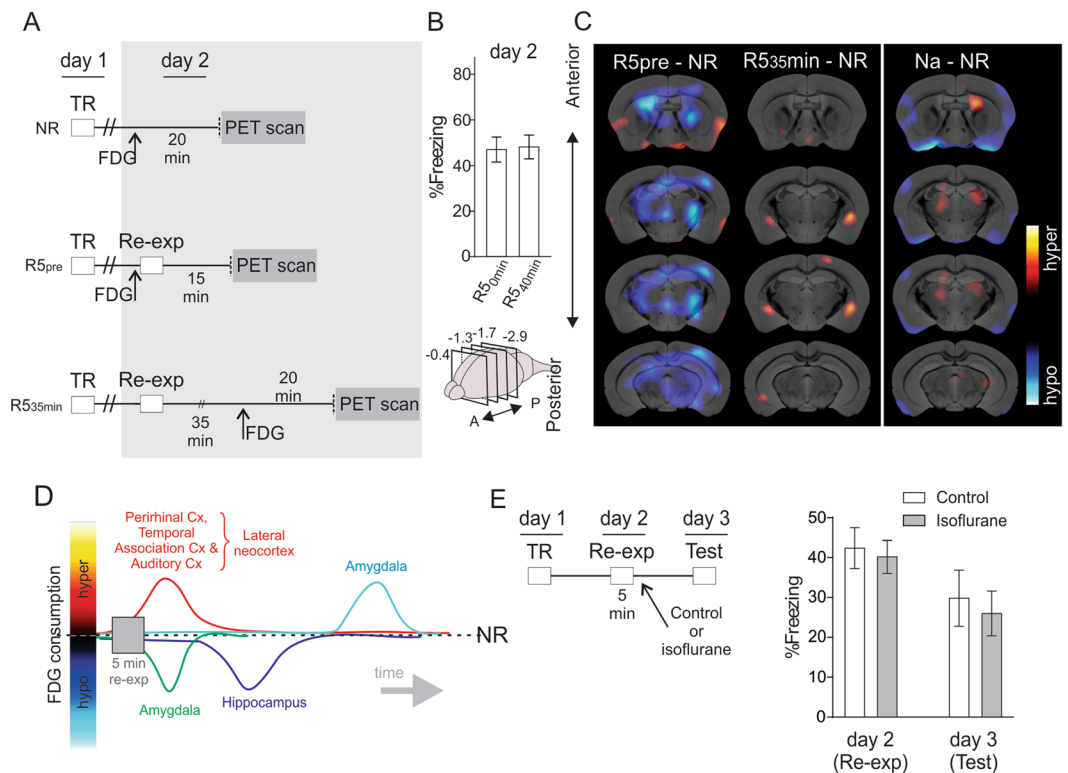 A
day 1
day 2
TR
NR
FDG
20
min
PET scan
TR
Re-exp
R5pre
FDG
15
min
PET scan
TR
Re-exp
20
min
R535min
35
min
FDG
PET scan
B
day 2
%Freezing
80
60
40
20
0
R50min
R540min
-0.4
-1.3
-1.7
-2.9
A
P
C
Anterior
Posterior
R5pre - NR
R535min - NR
Na - NR
hyper
hypo
D
FDG consumption
hyper
hypo
Perirhinal Cx,
Temporal
Association Cx &
Auditory Cx
Lateral
neocortex
Amygdala
NR
5 min
re-exp
time
Amygdala
Hippocampus
E
day 1
day 2
day 3
TR
Re-exp
Test
5
min
Control
or
isoflurane
Control
Isoflurane
%Freezing
50
40
30
40
10
0
day 2
(Re-exp)
day 3
(Test)